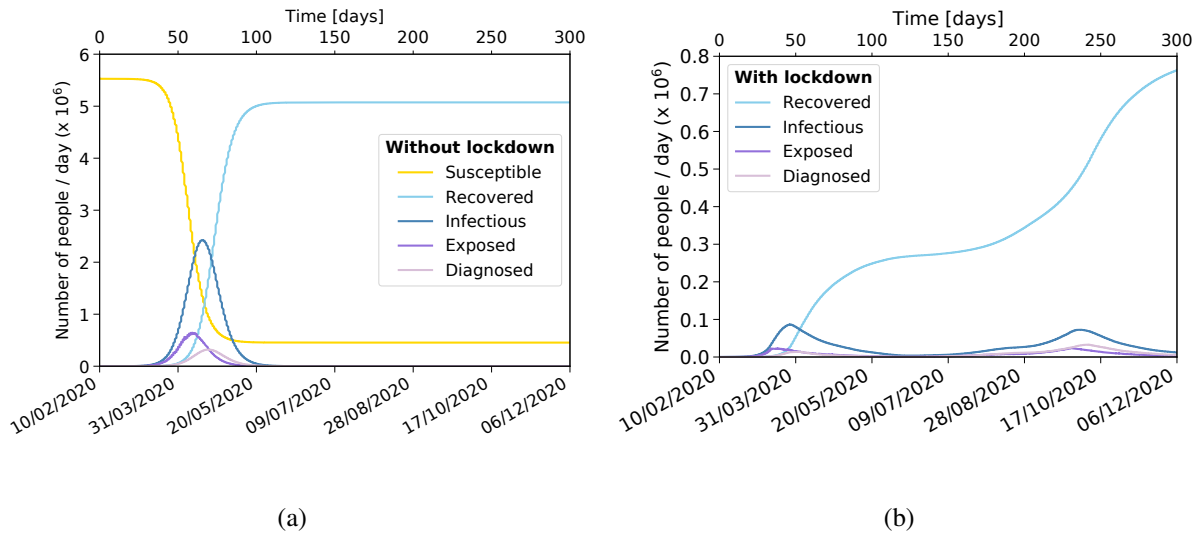 Time [days]
0 50 100 150 200 250 300
Number of people / day (x 10⁶)
6
5
4
3
2
1
0
Without lockdown
Susceptible
Recovered
Infectious
Exposed
Diagnosed
10/02/2020 31/03/2020 20/05/2020 09/07/2020 28/08/2020 17/10/2020 06/12/2020
(a)
Time [days]
0 50 100 150 200 250 300
Number of people / day (x 10⁶)
0.8
0.7
0.6
0.5
0.4
0.3
0.2
0.1
0.0
With lockdown
Recovered
Infectious
Exposed
Diagnosed
10/02/2020 31/03/2020 20/05/2020 09/07/2020 28/08/2020 17/10/2020 06/12/2020
(b)